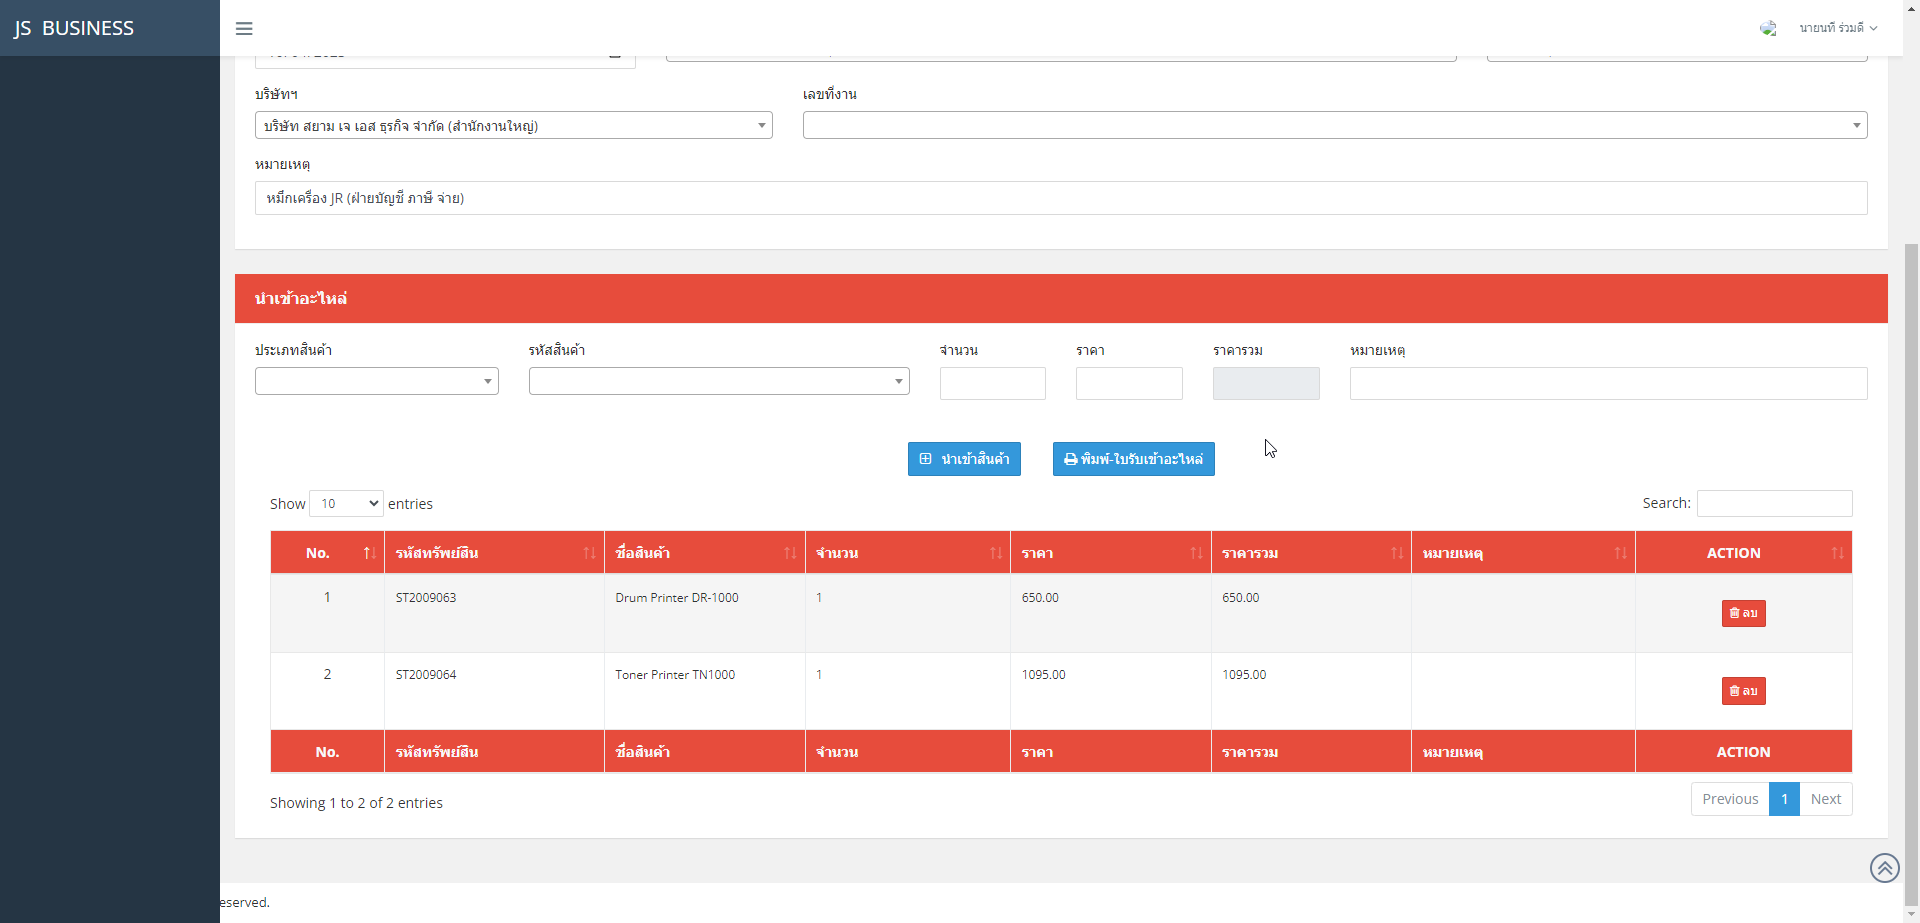 JS BUSINESS
นายนที ร่วมดี
บริษัทฯ
เลขที่งาน
บริษัท สยาม เจ เอส ธุรกิจ จำกัด (สำนักงานใหญ่)
หมายเหตุ
หมึกเครื่อง JR (ฝ่ายบัญชี ภาษี จ่าย)
นำเข้าอะไหล่
ประเภทสินค้า รหัสสินค้า จำนวน ราคา ราคารวม หมายเหตุ
นำเข้าสินค้า พิมพ์-ใบรับเข้าอะไหล่
Show 10 entries Search:
No. รหัสทรัพย์สิน ชื่อสินค้า จำนวน ราคา ราคารวม หมายเหตุ ACTION
1 ST2009063 Drum Printer DR-1000 1 650.00 650.00 ลบ
2 ST2009064 Toner Printer TN1000 1 1095.00 1095.00 ลบ
No. รหัสทรัพย์สิน ชื่อสินค้า จำนวน ราคา ราคารวม หมายเหตุ ACTION
Showing 1 to 2 of 2 entries Previous 1 Next
eserved.